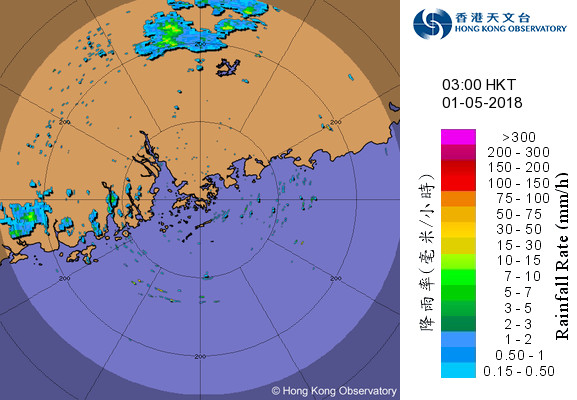 香港天文台
HONG KONG OBSERVATORY
03:00 HKT
01-05-2018
>300
200 - 300
150 - 200
100 - 150
75 - 100
50 - 75
30 - 50
15 - 30
10 - 15
7 - 10
5 - 7
3 - 5
2 - 3
1 - 2
0.50 - 1
0.15 - 0.50
降雨率(毫米/小時)
Rainfall Rate (mm/h)
200
200
200
200
200
200
© Hong Kong Observatory